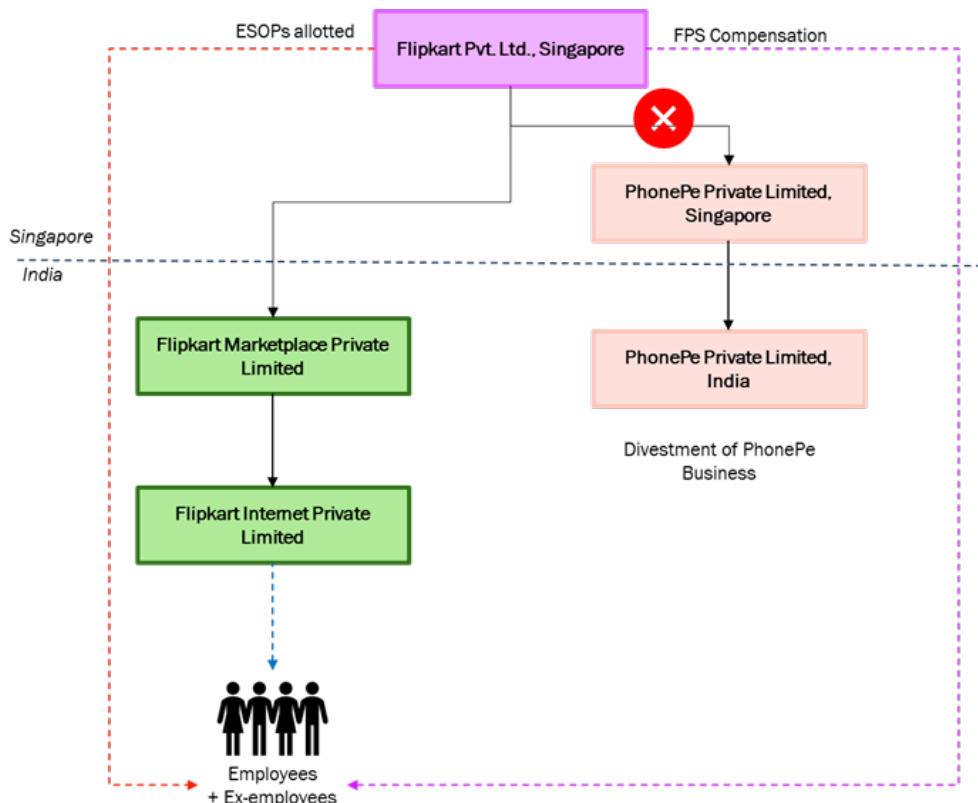 ESOPs allotted
Flipkart Pvt. Ltd., Singapore
FPS Compensation
PhonePe Private Limited,
Singapore
Singapore
India
Flipkart Marketplace Private
Limited
PhonePe Private Limited,
India
Divestment of PhonePe
Business
Flipkart Internet Private
Limited
Employees
+ Ex-employees